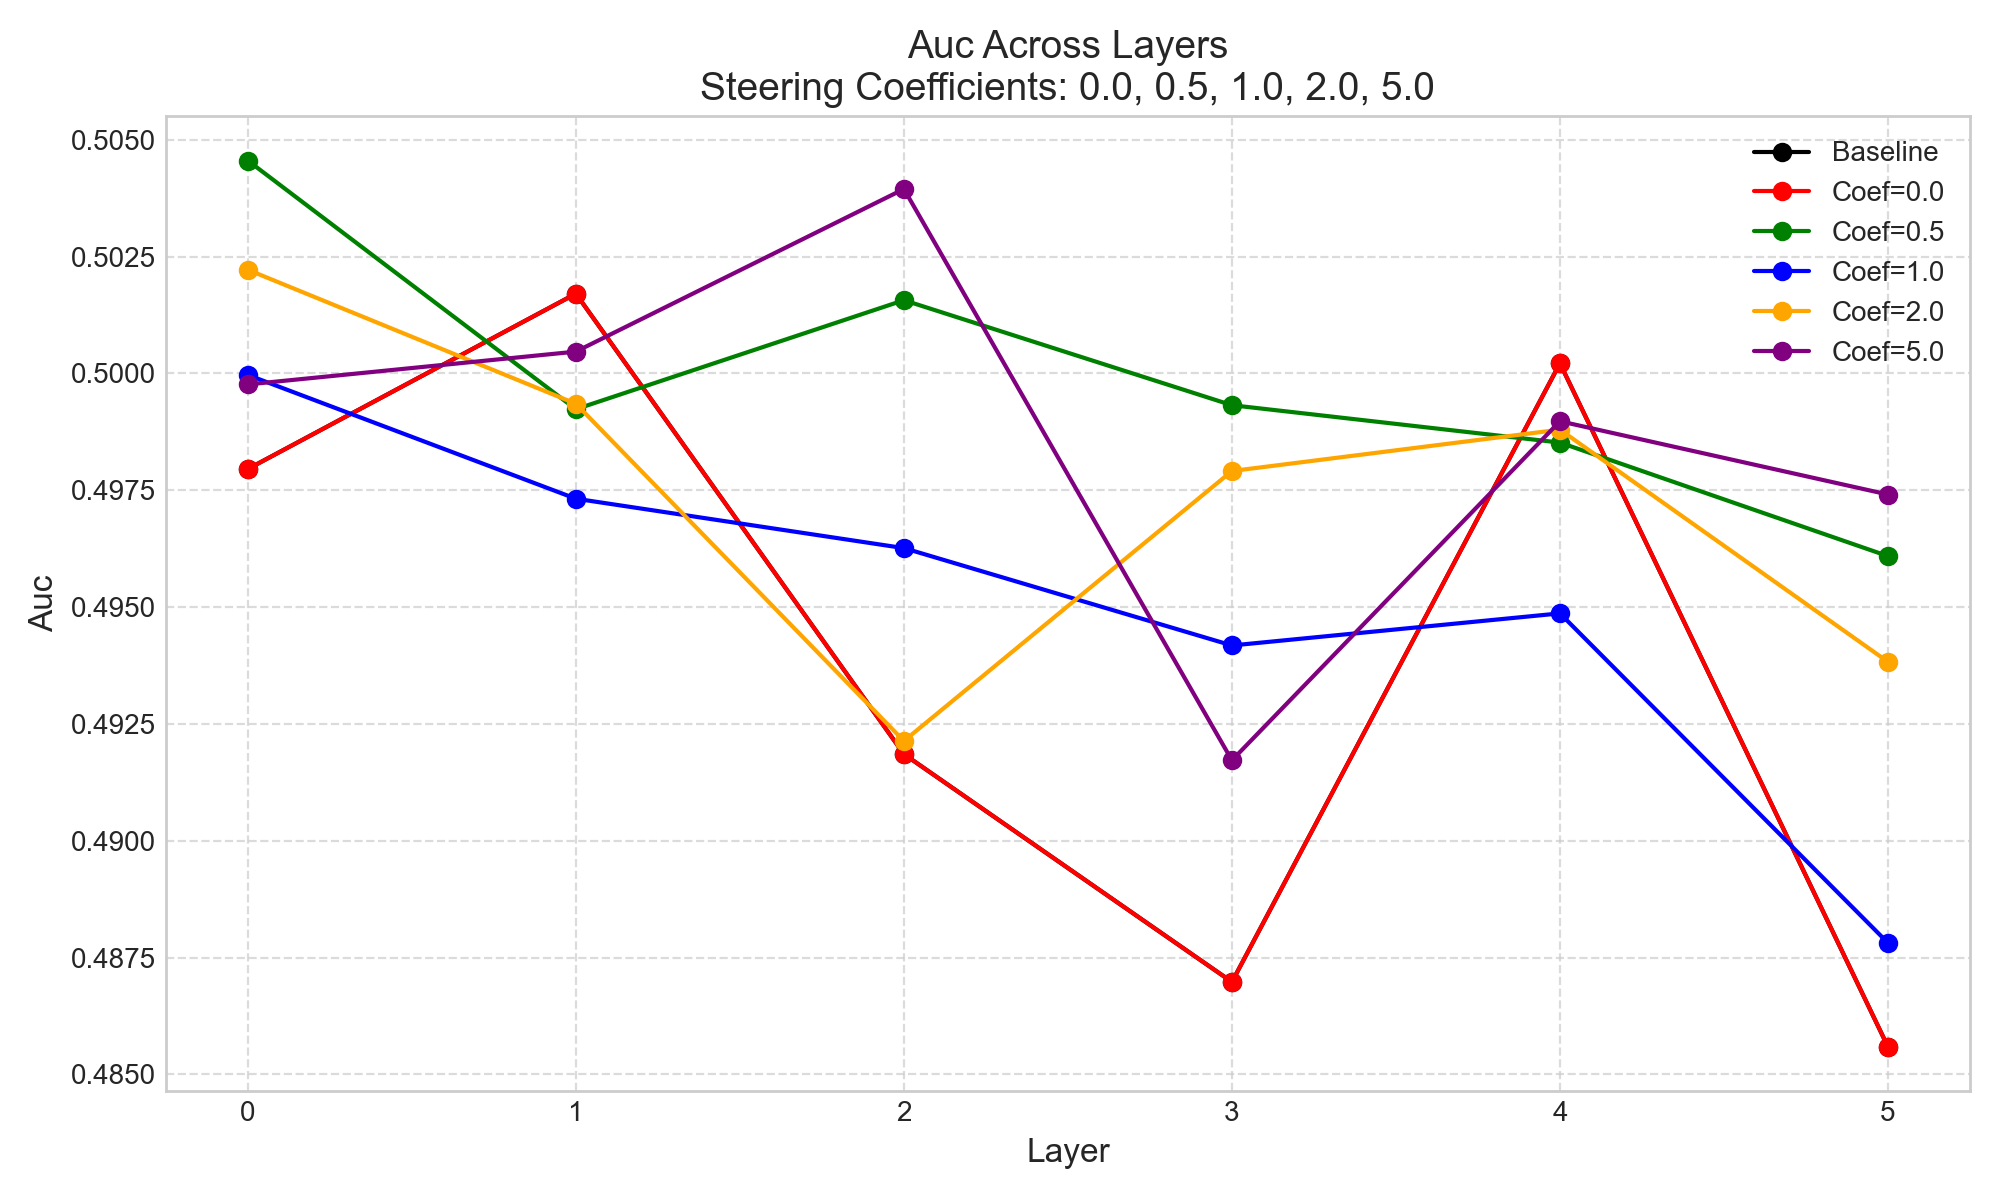 Auc Across Layers
Steering Coefficients: 0.0, 0.5, 1.0, 2.0, 5.0
Auc
0.5050
0.5025
0.5000
0.4975
0.4950
0.4925
0.4900
0.4875
0.4850
Baseline
Coef=0.0
Coef=0.5
Coef=1.0
Coef=2.0
Coef=5.0
0 1 2 3 4 5
Layer